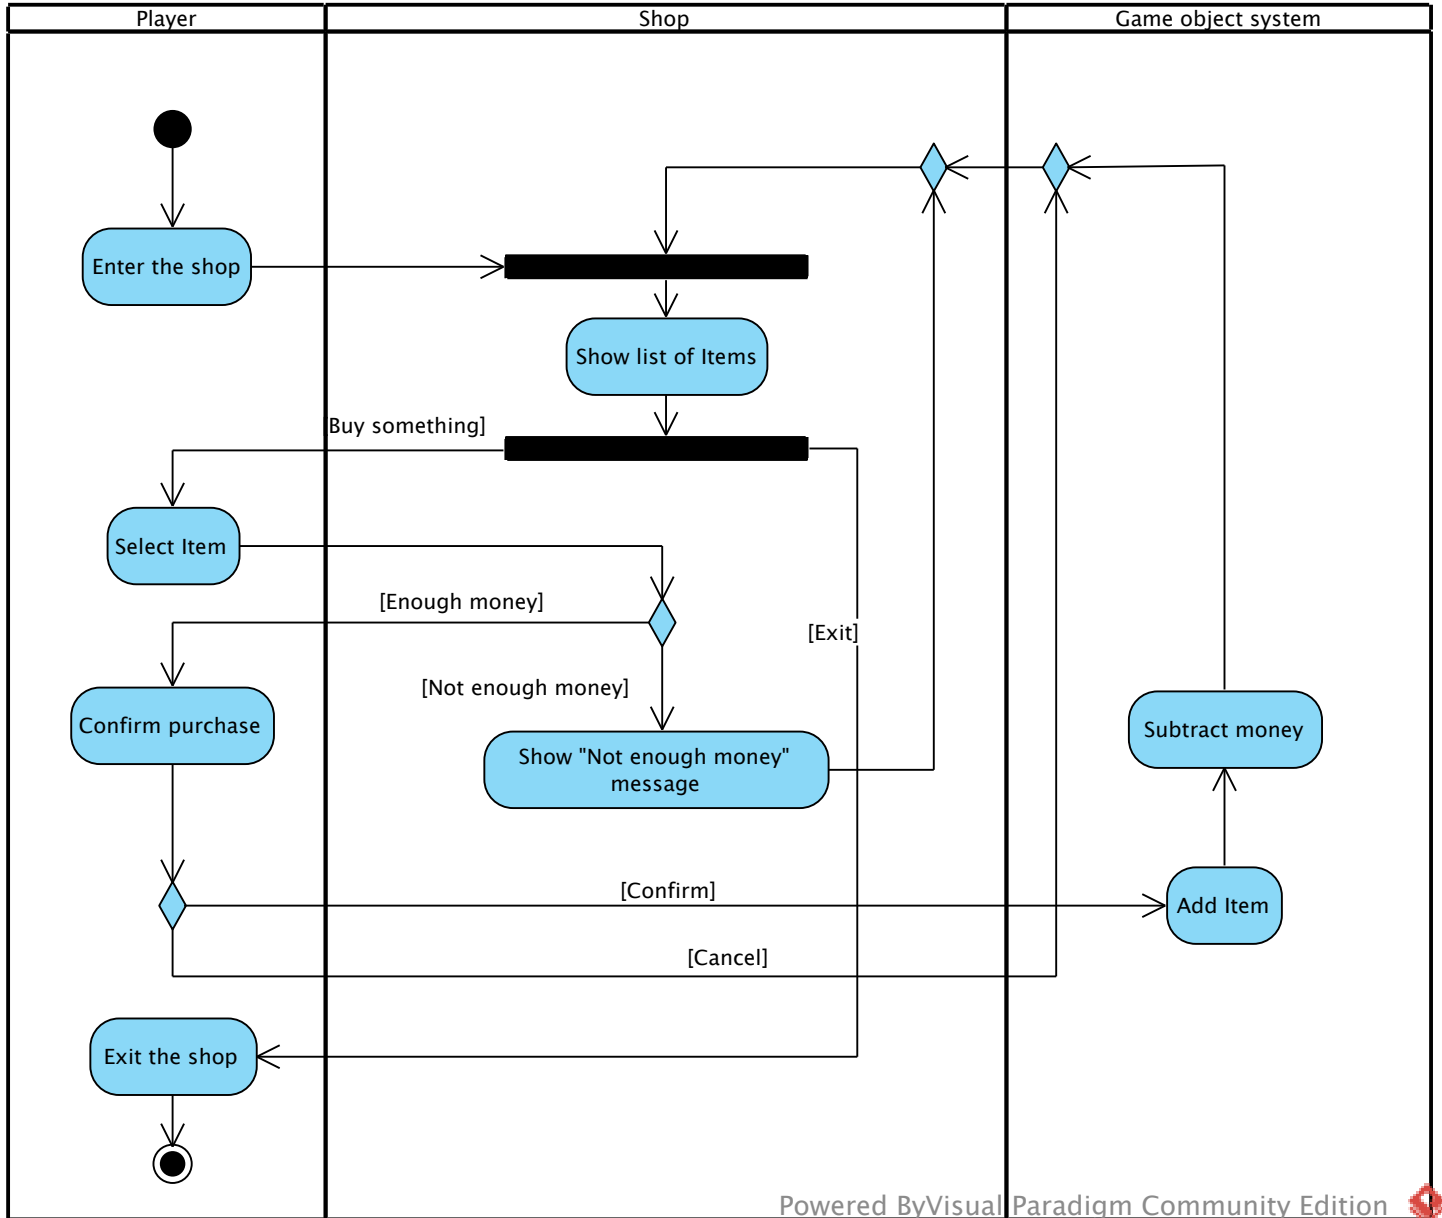 Player
Shop
Game object system
Enter the shop
Show list of Items
Buy something]
Select Item
[Enough money]
[Exit]
[Not enough money]
Confirm purchase
Show "Not enough money"
message
Subtract money
[Confirm]
Add Item
[Cancel]
Exit the shop
Powered ByVisual Paradigm Community Edition